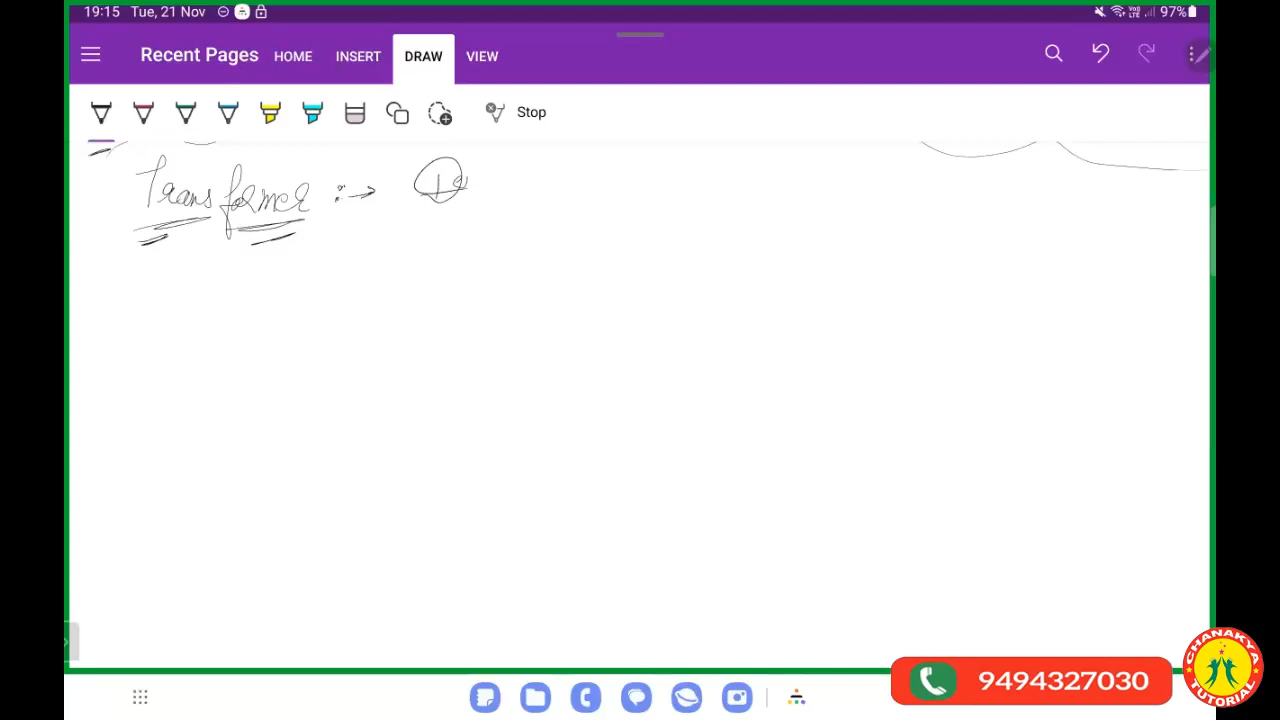 19:15 Tue, 21 Nov 97%
Recent Pages HOME INSERT DRAW VIEW
Stop
Transformer :→
9494327030
CHANAKYA TUTORIAL